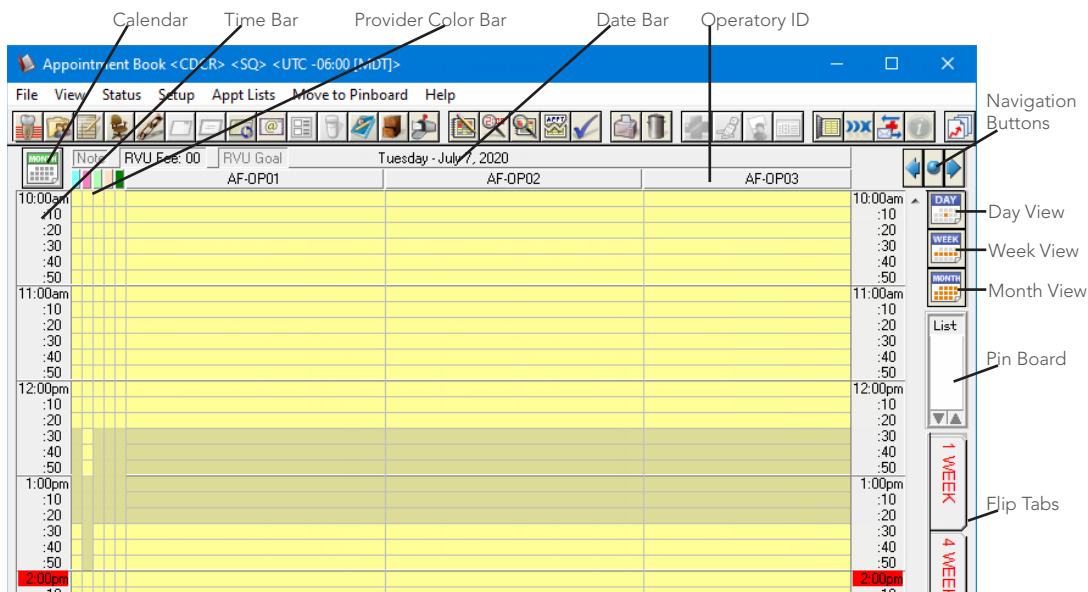 Calendar Time Bar Provider Color Bar Date Bar Operatory ID
Appointment Book <CDCR> <SQ> <UTC -06:00 [MDT]>
File View Status Setup Appt Lists Move to Pinboard Help
Navigation
Buttons
MONTH Note RVU Fee: 00 RVU Goal Tuesday - July 7, 2020
AF-OP01 AF-OP02 AF-OP03
10:00am 10:00am DAY
:10 :10 Day View
:20 :20
:30 :30 WEEK
:40 :40 Week View
:50 :50 MONTH
11:00am 11:00am Month View
:10 :10
:20 :20 List
:30 :30
:40 :40 Pin Board
:50 :50
12:00pm 12:00pm
:10 :10
:20 :20
:30 :30
:40 :40
:50 :50 1 WEEK
1:00pm 1:00pm
:10 :10 Flip Tabs
:20 :20
:30 :30
:40 :40
:50 :50
2:00pm 2:00pm
4